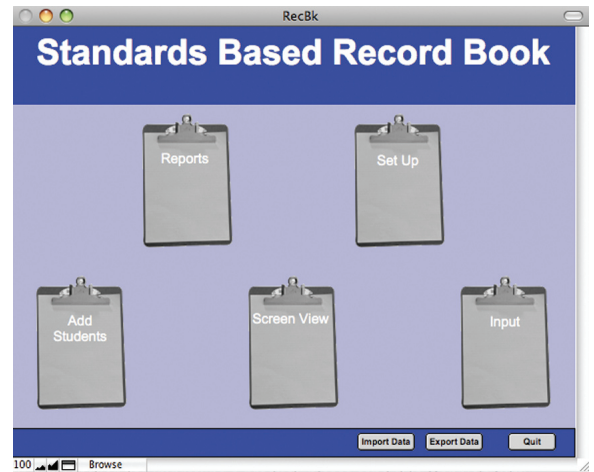 RecBk
Standards Based Record Book
Reports
Set Up
Add
Students
Screen View
Input
Import Data
Export Data
Quit
100
Browse